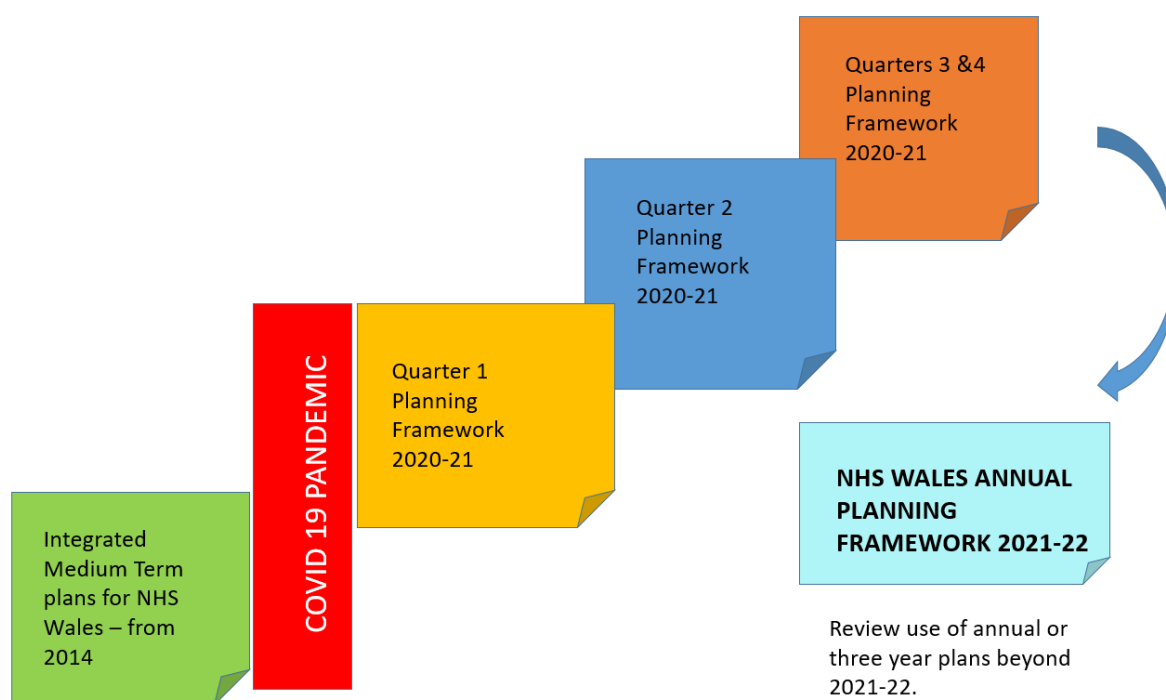 Integrated
Medium Term
plans for NHS
Wales – from
2014
COVID 19 PANDEMIC
Quarter 1
Planning
Framework
2020-21
Quarter 2
Planning
Framework
2020-21
Quarters 3 &4
Planning
Framework
2020-21
NHS WALES ANNUAL
PLANNING
FRAMEWORK 2021-22
Review use of annual or
three year plans beyond
2021-22.